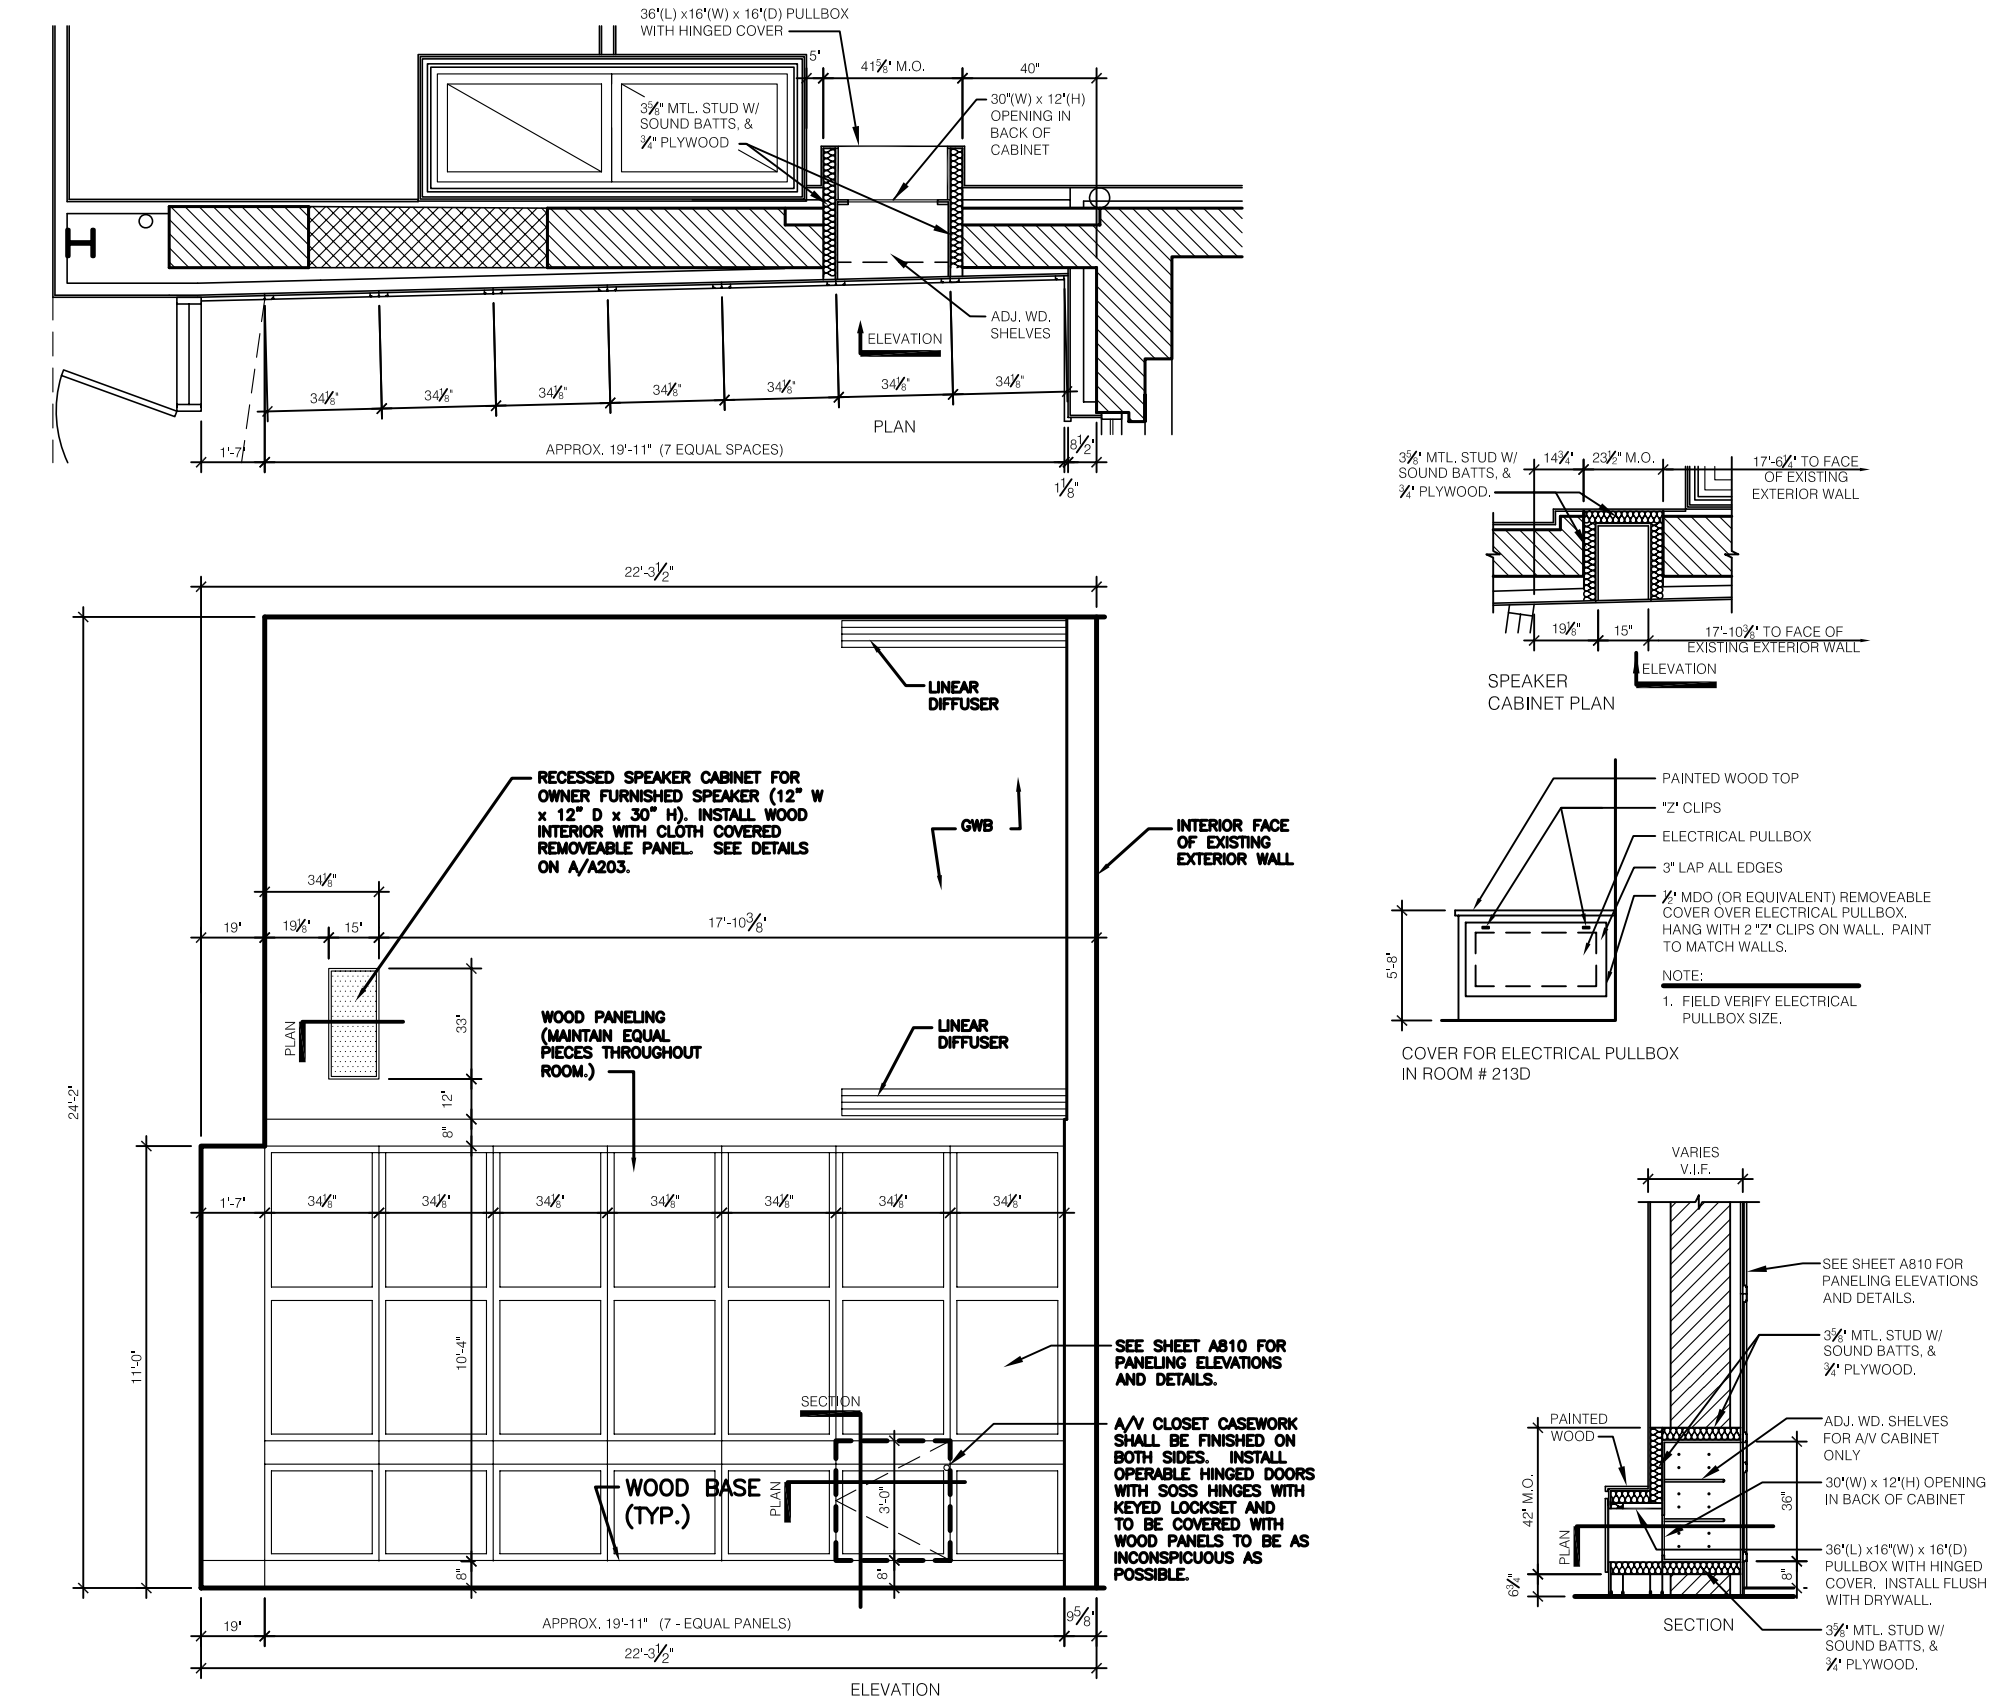 36"(L) x16"(W) x 16"(D) PULLBOX
WITH HINGED COVER
5"
41⅝" M.O.
40"
3⅝" MTL. STUD W/
SOUND BATTS, &
¾" PLYWOOD
30"(W) x 12"(H)
OPENING IN
BACK OF
CABINET
ADJ. WD.
SHELVES
ELEVATION
34⅛"
34⅛"
34⅛"
34⅛"
34⅛"
34⅛"
34⅛"
PLAN
1'-7"
APPROX. 19'-11" (7 EQUAL SPACES)
8½"
1⅛"
3⅝" MTL. STUD W/
SOUND BATTS, &
¾" PLYWOOD.
14¾"
23½" M.O.
17'-6¼" TO FACE
OF EXISTING
EXTERIOR WALL
19⅛"
15"
17'-10⅜" TO FACE OF
EXISTING EXTERIOR WALL
ELEVATION
SPEAKER
CABINET PLAN
22'-3½"
24'-2"
LINEAR
DIFFUSER
RECESSED SPEAKER CABINET FOR
OWNER FURNISHED SPEAKER (12" W
x 12" D x 30" H). INSTALL WOOD
INTERIOR WITH CLOTH COVERED
REMOVEABLE PANEL. SEE DETAILS
ON A/A203.
GWB
INTERIOR FACE
OF EXISTING
EXTERIOR WALL
34⅛"
19"
19⅛"
15"
17'-10⅜"
PLAN
33"
12"
8"
WOOD PANELING
(MAINTAIN EQUAL
PIECES THROUGHOUT
ROOM.)
LINEAR
DIFFUSER
11'-0"
1'-7"
34⅛"
34⅛"
34⅛"
34⅛"
34⅛"
34⅛"
34⅛"
10'-4"
SEE SHEET A810 FOR
PANELING ELEVATIONS
AND DETAILS.
SECTION
A/V CLOSET CASEWORK
SHALL BE FINISHED ON
BOTH SIDES. INSTALL
OPERABLE HINGED DOORS
WITH SOSS HINGES WITH
KEYED LOCKSET AND
TO BE COVERED WITH
WOOD PANELS TO BE AS
INCONSPICUOUS AS
POSSIBLE.
WOOD BASE
(TYP.)
PLAN
3'-0"
8"
8"
19"
APPROX. 19'-11" (7 - EQUAL PANELS)
9⅝"
22'-3½"
ELEVATION
PAINTED WOOD TOP
"Z" CLIPS
ELECTRICAL PULLBOX
3" LAP ALL EDGES
½" MDO (OR EQUIVALENT) REMOVEABLE
COVER OVER ELECTRICAL PULLBOX.
HANG WITH 2 "Z" CLIPS ON WALL. PAINT
TO MATCH WALLS.
5'-8"
NOTE:
1. FIELD VERIFY ELECTRICAL
PULLBOX SIZE.
COVER FOR ELECTRICAL PULLBOX
IN ROOM # 213D
VARIES
V.I.F.
SEE SHEET A810 FOR
PANELING ELEVATIONS
AND DETAILS.
3⅝" MTL. STUD W/
SOUND BATTS, &
¾" PLYWOOD.
PAINTED
WOOD
ADJ. WD. SHELVES
FOR A/V CABINET
ONLY
30"(W) x 12"(H) OPENING
IN BACK OF CABINET
42" M.O.
36"
PLAN
36"(L) x16"(W) x 16"(D)
PULLBOX WITH HINGED
COVER. INSTALL FLUSH
WITH DRYWALL.
6¾"
8"
SECTION
3⅝" MTL. STUD W/
SOUND BATTS, &
¾" PLYWOOD.